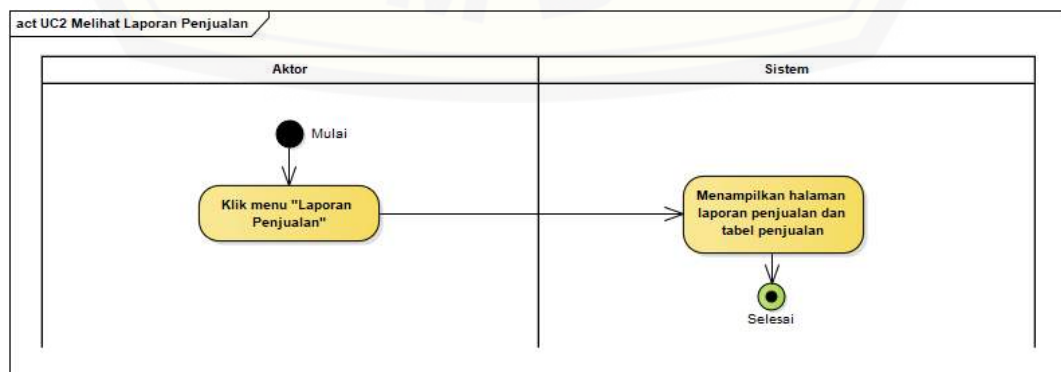 act UC2 Melihat Laporan Penjualan
Aktor
Sistem
Mulai
Klik menu "Laporan
Penjualan"
Menampilkan halaman
laporan penjualan dan
tabel penjualan
Selesai